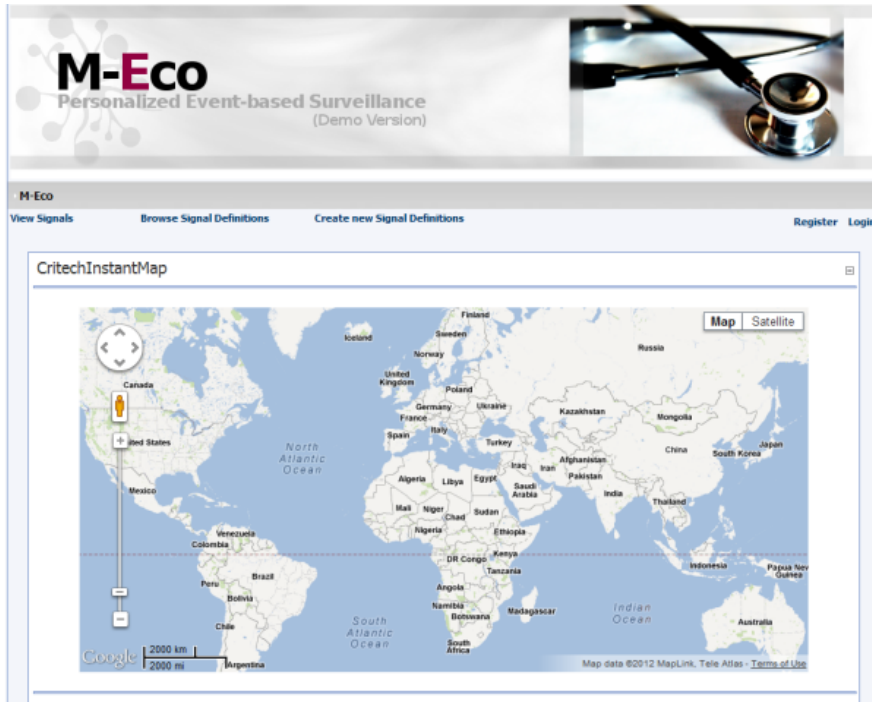 M-Eco
Personalized Event-based Surveillance
(Demo Version)
M-Eco
View Signals Browse Signal Definitions Create new Signal Definitions Register Login
CritechInstantMap
Map Satellite
Finland
Iceland
Sweden
Russia
Norway
Canada
United
Kingdom
Poland
Germany
Ukraine
Kazakhstan
Mongolia
France
Italy
Spain
Turkey
ited States
North
Atlantic
Ocean
China
Japan
South Korea
Afghanistan
Iraq
Iran
Pakistan
Algeria
Libya
Egypt
Saudi
Arabia
India
Mexico
Thailand
Mali
Niger
Chad
Sudan
Nigeria
Ethiopia
Venezuela
Colombia
DR Congo
Kenya
Indonesia
Papua New
Guinea
Tanzania
Peru
Brazil
Angola
Bolivia
Namibia
Botswana
Madagascar
Indian
Ocean
Chile
South
Atlantic
Ocean
Australia
South
Africa
Argentina
Google
2000 km
2000 mi
Map data ©2012 MapLink, Tele Atlas - Terms of Use